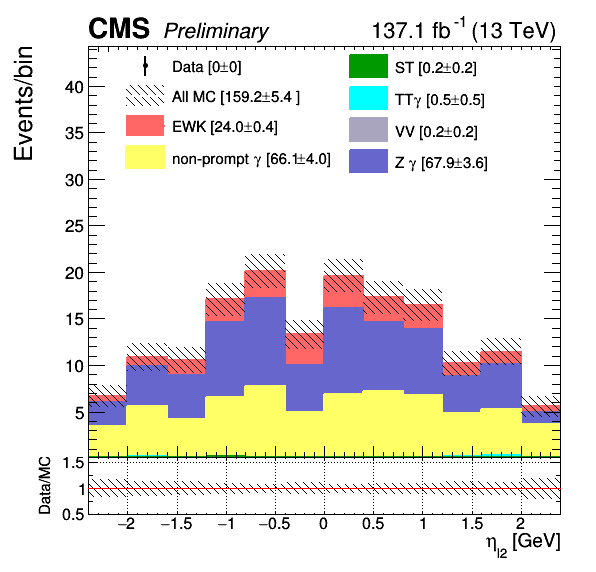 CMS Preliminary 137.1 fb⁻¹ (13 TeV)
Events/bin
Data [0±0]
All MC [159.2±5.4 ]
EWK [24.0±0.4]
non-prompt γ [66.1±4.0]
ST [0.2±0.2]
TTγ [0.5±0.5]
VV [0.2±0.2]
Z γ [67.9±3.6]
40
35
30
25
20
15
10
5
Data/MC
1.5
1
0.5
−2 −1.5 −1 −0.5 0 0.5 1 1.5 2
η_l2 [GeV]